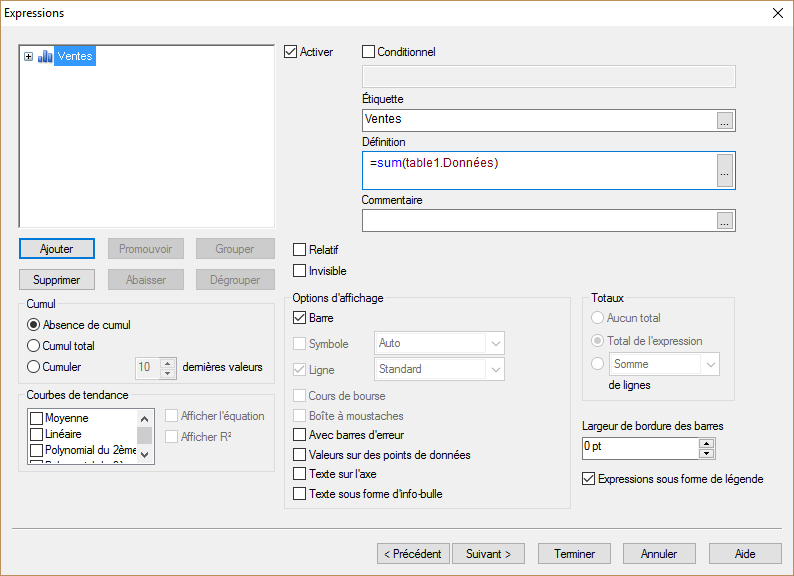 Expressions
Ventes
Activer
Conditionnel
Étiquette
Ventes
...
Définition
=sum(table1.Données)
...
Commentaire
...
Ajouter Promouvoir Grouper
Supprimer Abaisser Dégrouper
Relatif
Invisible
Cumul
Absence de cumul
Cumul total
Cumuler 10 dernières valeurs
Courbes de tendance
Moyenne
Linéaire
Polynomial du 2ème
Afficher l'équation
Afficher R²
Options d'affichage
Barre
Symbole Auto
Ligne Standard
Cours de bourse
Boîte à moustaches
Avec barres d'erreur
Valeurs sur des points de données
Texte sur l'axe
Texte sous forme d'info-bulle
Totaux
Aucun total
Total de l'expression
Somme
de lignes
Largeur de bordure des barres
0 pt
Expressions sous forme de légende
< Précédent Suivant > Terminer Annuler Aide